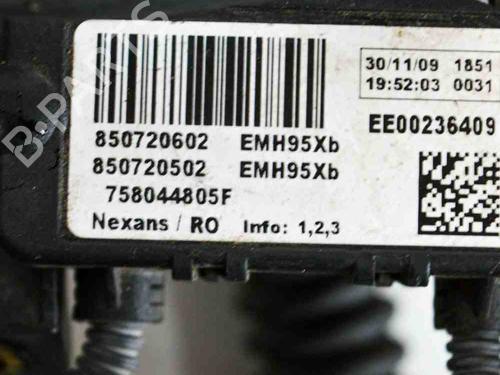 30/11/09 1851
19:52:03 0031
850720602 EMH95Xb
EE00236409
850720502 EMH95Xb
758044805F
Nexans / RO Info: 1,2,3
B-PARTS